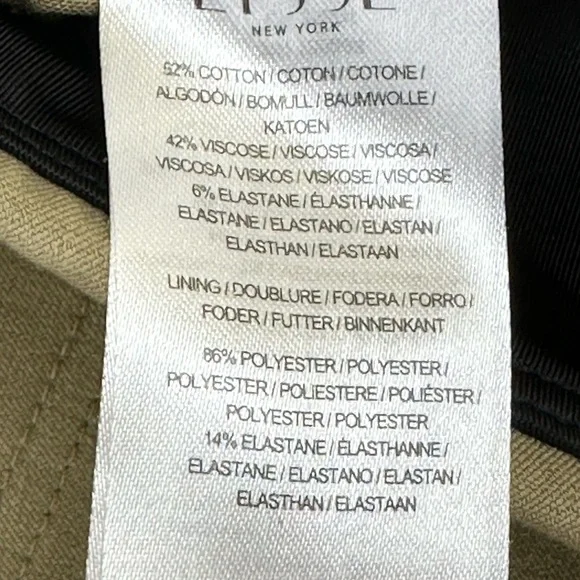 NEW YORK
52% COTTON / COTON / COTONE /
ALGODÓN / BOMULL / BAUMWOLLE /
KATOEN
42% VISCOSE / VISCOSE / VISCOSA /
VISCOSA / VISKOS / VISKOSE / VISCOSE
6% ELASTANE / ÉLASTHANNE /
ELASTANE / ELASTANO / ELASTAN /
ELASTHAN / ELASTAAN
LINING / DOUBLURE / FODERA / FORRO /
FODER / FUTTER / BINNENKANT
86% POLYESTER / POLYESTER /
POLYESTER / POLIESTERE / POLIÉSTER /
POLYESTER / POLYESTER
14% ELASTANE / ÉLASTHANNE /
ELASTANE / ELASTANO / ELASTAN /
ELASTHAN / ELASTAAN